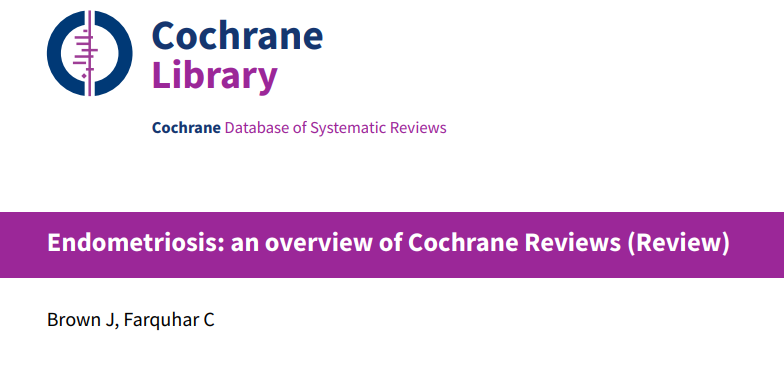 Cochrane
Library
Cochrane Database of Systematic Reviews
Endometriosis: an overview of Cochrane Reviews (Review)
Brown J, Farquhar C